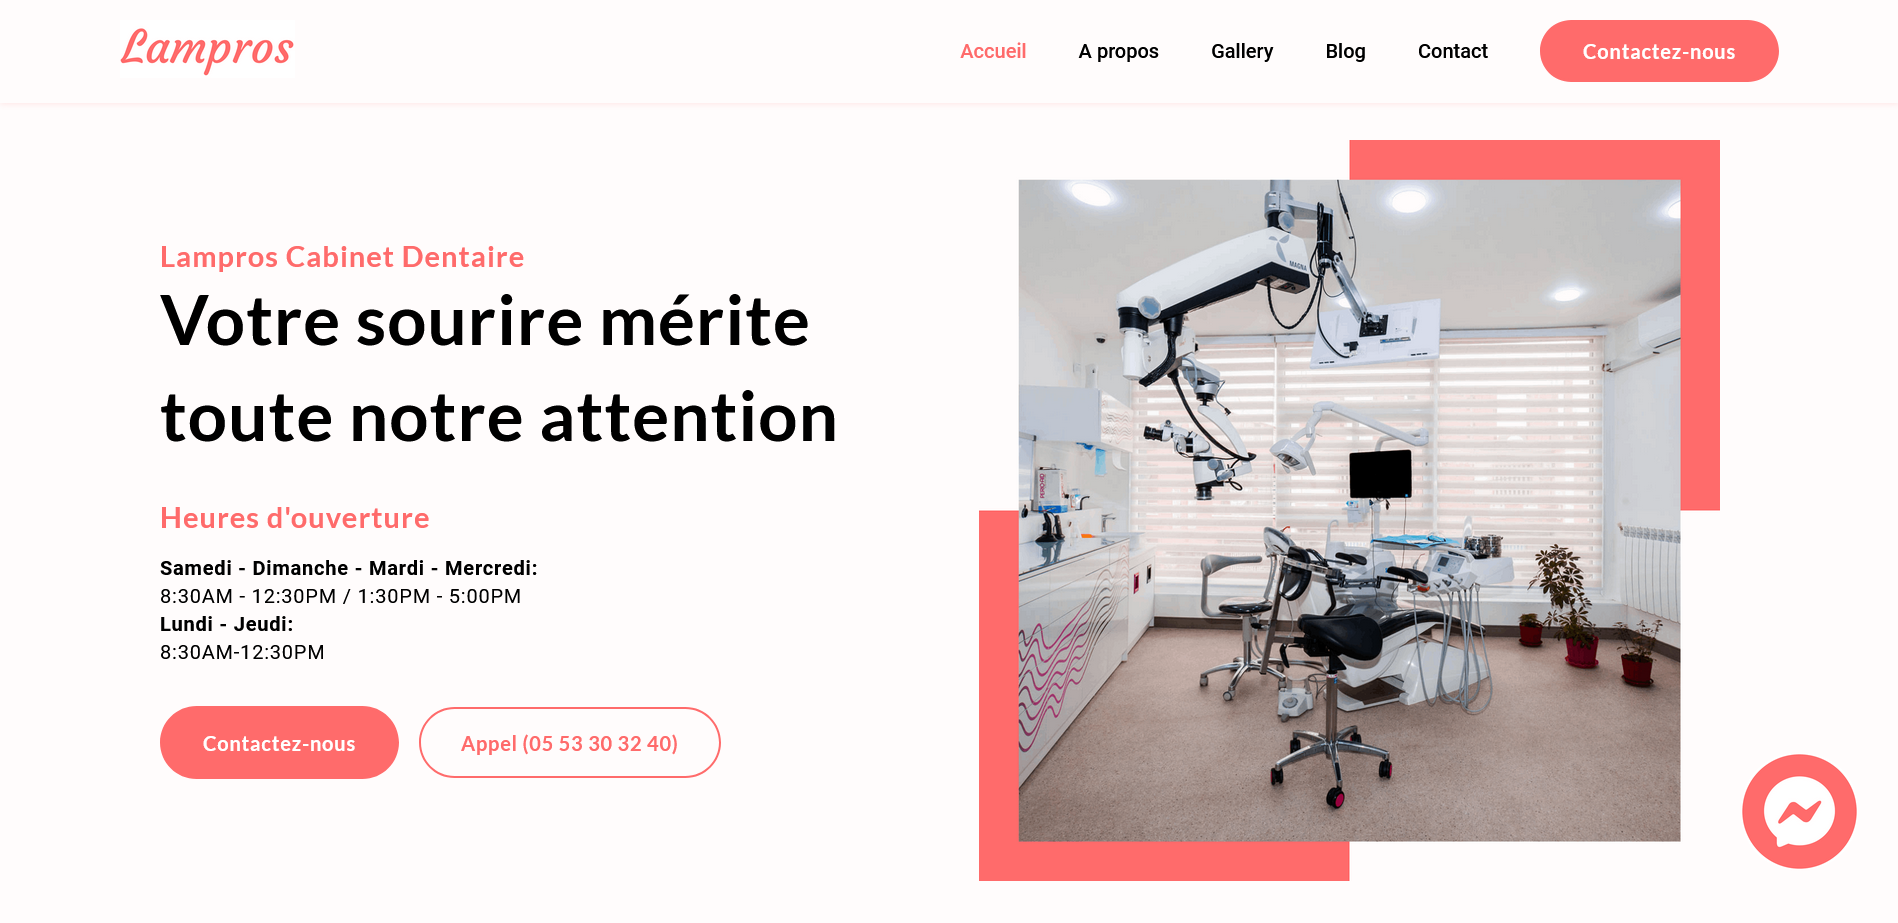 Lampros
Accueil
A propos
Gallery
Blog
Contact
Contactez-nous
Lampros Cabinet Dentaire
Votre sourire mérite
toute notre attention
Heures d'ouverture
Samedi - Dimanche - Mardi - Mercredi:
8:30AM - 12:30PM / 1:30PM - 5:00PM
Lundi - Jeudi:
8:30AM-12:30PM
Contactez-nous
Appel (05 53 30 32 40)
MAGNA